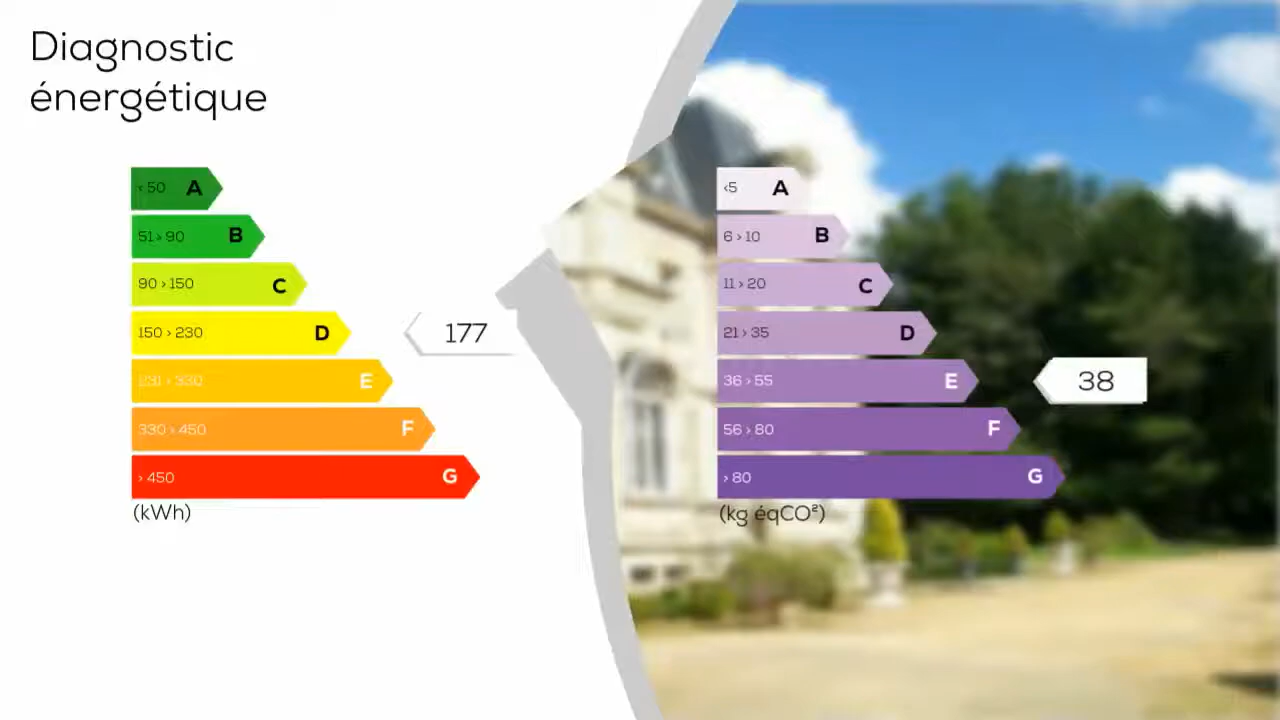 Diagnostic
énergétique
< 50 A
51 > 90 B
90 > 150 C
150 > 230 D
177
231 > 330 E
330 > 450 F
> 450 G
(kWh)
<5 A
6 > 10 B
11 > 20 C
21 > 35 D
36 > 55 E
38
56 > 80 F
> 80 G
(kg éqCO²)